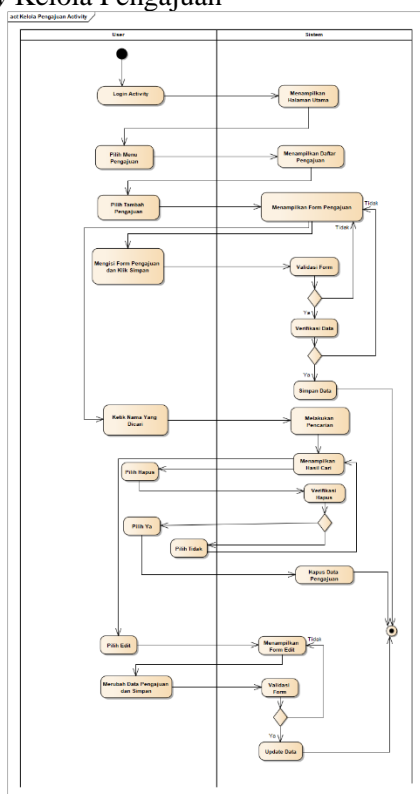 Kelola Pengajuan
act Kelola Pengajuan Activity
User
Sistem
Login Activity
Menampilkan
Halaman Utama
Pilih Menu
Pengajuan
Menampilkan Daftar
Pengajuan
Pilih Tambah
Pengajuan
Menampilkan Form Pengajuan
Tidak
Tidak
Mengisi Form Pengajuan
dan Klik Simpan
Validasi Form
Ya
Verifikasi Data
Ya
Simpan Data
Ketik Nama Yang
Dicari
Melakukan
Pencarian
Menampilkan
Hasil Cari
Pilih Hapus
Verifikasi
Hapus
Pilih Ya
Pilih Tidak
Hapus Data
Pengajuan
Pilih Edit
Menampilkan
Form Edit
Tidak
Merubah Data Pengajuan
dan Simpan
Validasi
Form
Ya
Update Data